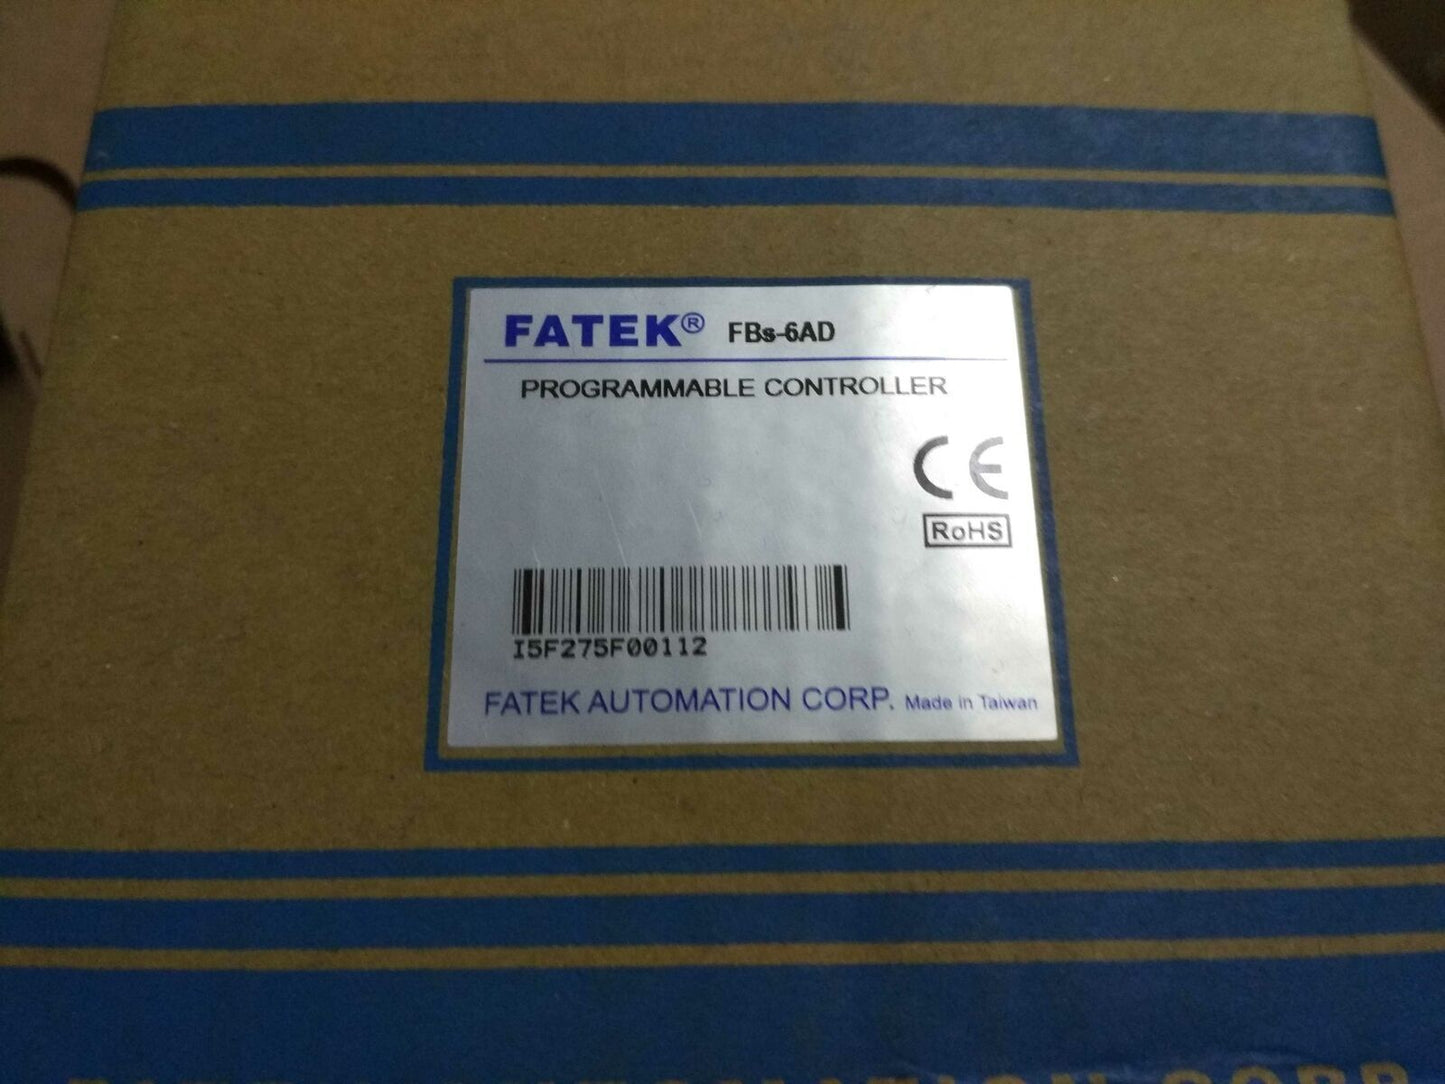 FATEK® FBs-6AD
PROGRAMMABLE CONTROLLER
CE
RoHS
I5F275F00112
FATEK AUTOMATION CORP. Made in Taiwan